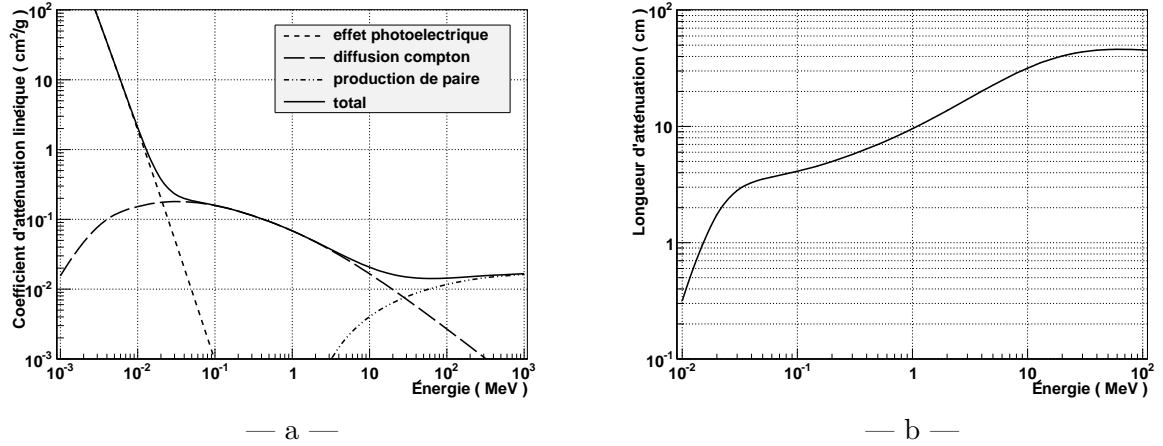 Coefficient d'atténuation linéique ( cm²/g )
10²
10
1
10⁻¹
10⁻²
10⁻³
effet photoelectrique
diffusion compton
production de paire
total
10⁻³ 10⁻² 10⁻¹ 1 10 10² 10³
Énergie ( MeV )
— a —
Longueur d'atténuation ( cm )
10²
10
1
10⁻¹
10⁻² 10⁻¹ 1 10 10²
Énergie ( MeV )
— b —